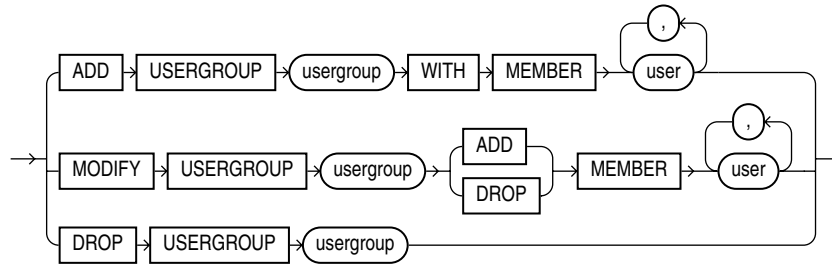 ,
ADD USERGROUP usergroup WITH MEMBER user
,
ADD
MODIFY USERGROUP usergroup MEMBER user
DROP
DROP USERGROUP usergroup